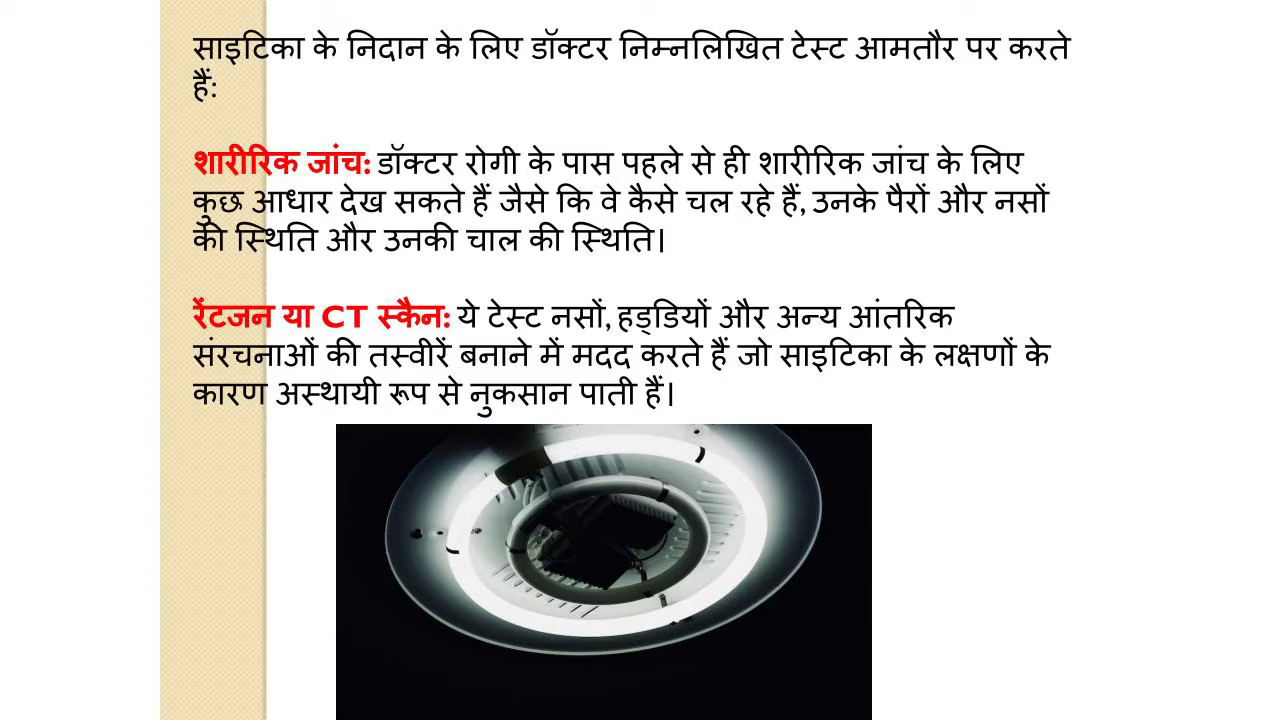 साइटिका के निदान के लिए डॉक्टर निम्नलिखित टेस्ट आमतौर पर करते
हैं:
शारीरिक जांच: डॉक्टर रोगी के पास पहले से ही शारीरिक जांच के लिए
कुछ आधार देख सकते हैं जैसे कि वे कैसे चल रहे हैं, उनके पैरों और नसों
की स्थिति और उनकी चाल की स्थिति।
रेंटजन या CT स्कैन: ये टेस्ट नसों, हड्डियों और अन्य आंतरिक
संरचनाओं की तस्वीरें बनाने में मदद करते हैं जो साइटिका के लक्षणों के
कारण अस्थायी रूप से नुकसान पाती हैं।